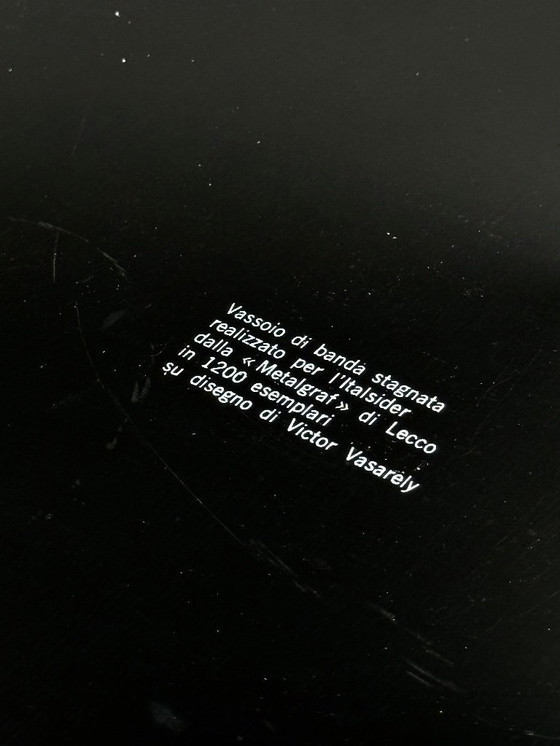 Vassoio di banda stagnata
realizzato per l'Italsider
dalla «Metalgraf» di Lecco
in 1200 esemplari
su disegno di Victor Vasarely